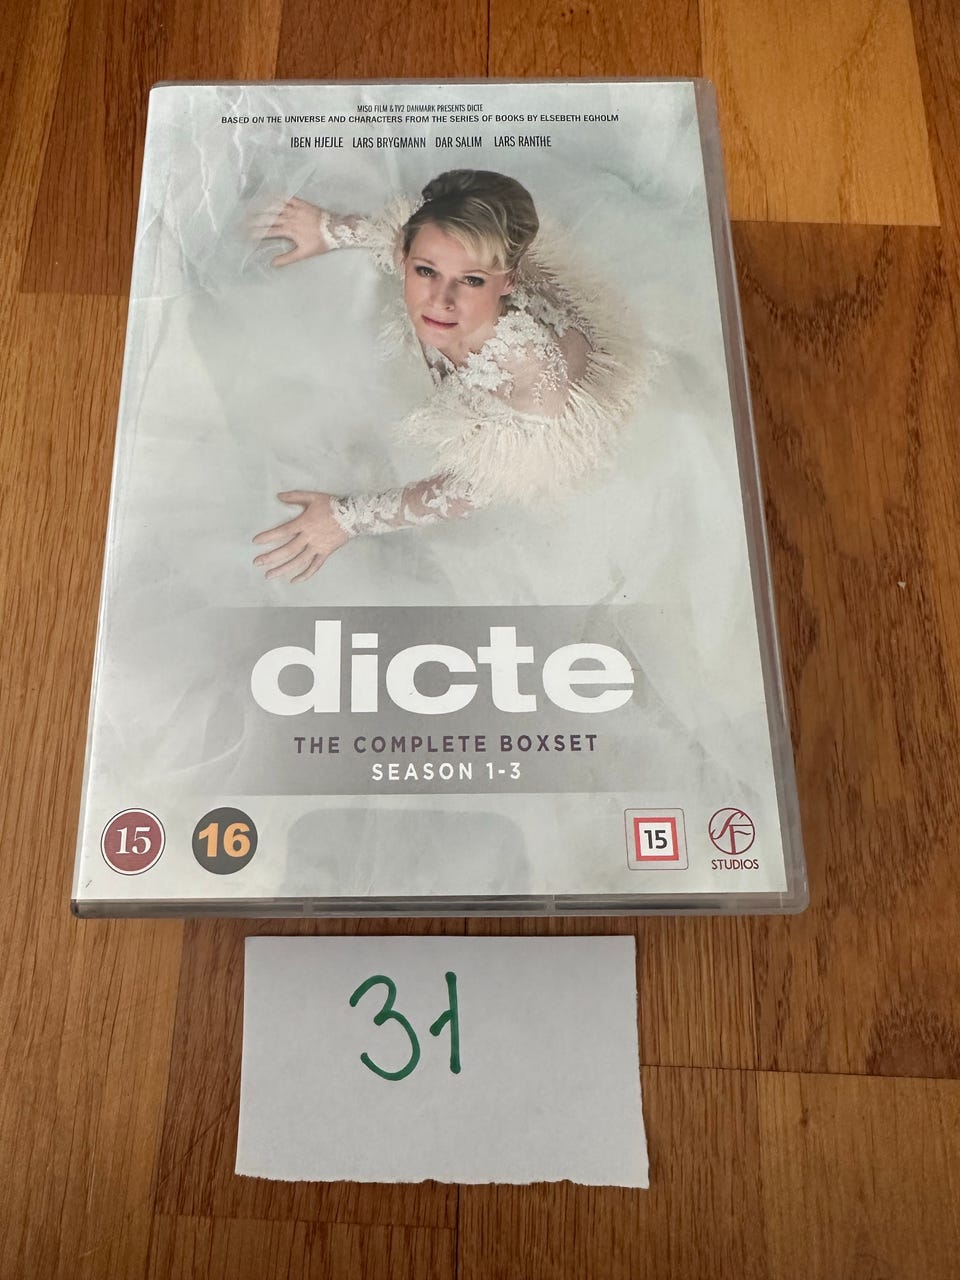 MISO FILM & TV2 DANMARK PRESENTS DICTE
BASED ON THE UNIVERSE AND CHARACTERS FROM THE SERIES OF BOOKS BY ELSEBETH EGHOLM
IBEN HJEJLE LARS BRYGMANN DAR SALIM LARS RANTHE
dicte
THE COMPLETE BOXSET
SEASON 1-3
15 16 15 SF
STUDIOS
31